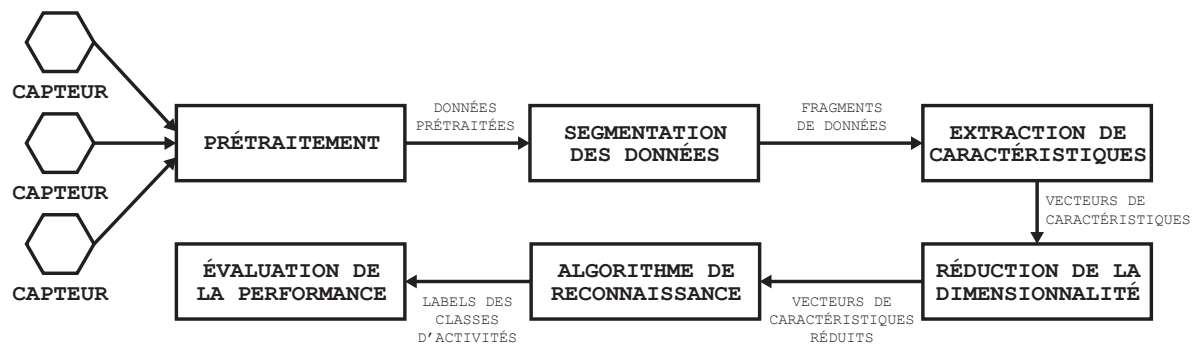 CAPTEUR
CAPTEUR
CAPTEUR
PRÉTRAITEMENT
DONNÉES
PRÉTRAITÉES
SEGMENTATION
DES DONNÉES
FRAGMENTS
DE DONNÉES
EXTRACTION DE
CARACTÉRISTIQUES
VECTEURS DE
CARACTÉRISTIQUES
RÉDUCTION DE LA
DIMENSIONNALITÉ
VECTEURS DE
CARACTÉRISTIQUES
RÉDUITS
ALGORITHME DE
RECONNAISSANCE
LABELS DES
CLASSES
D'ACTIVITÉS
ÉVALUATION DE
LA PERFORMANCE